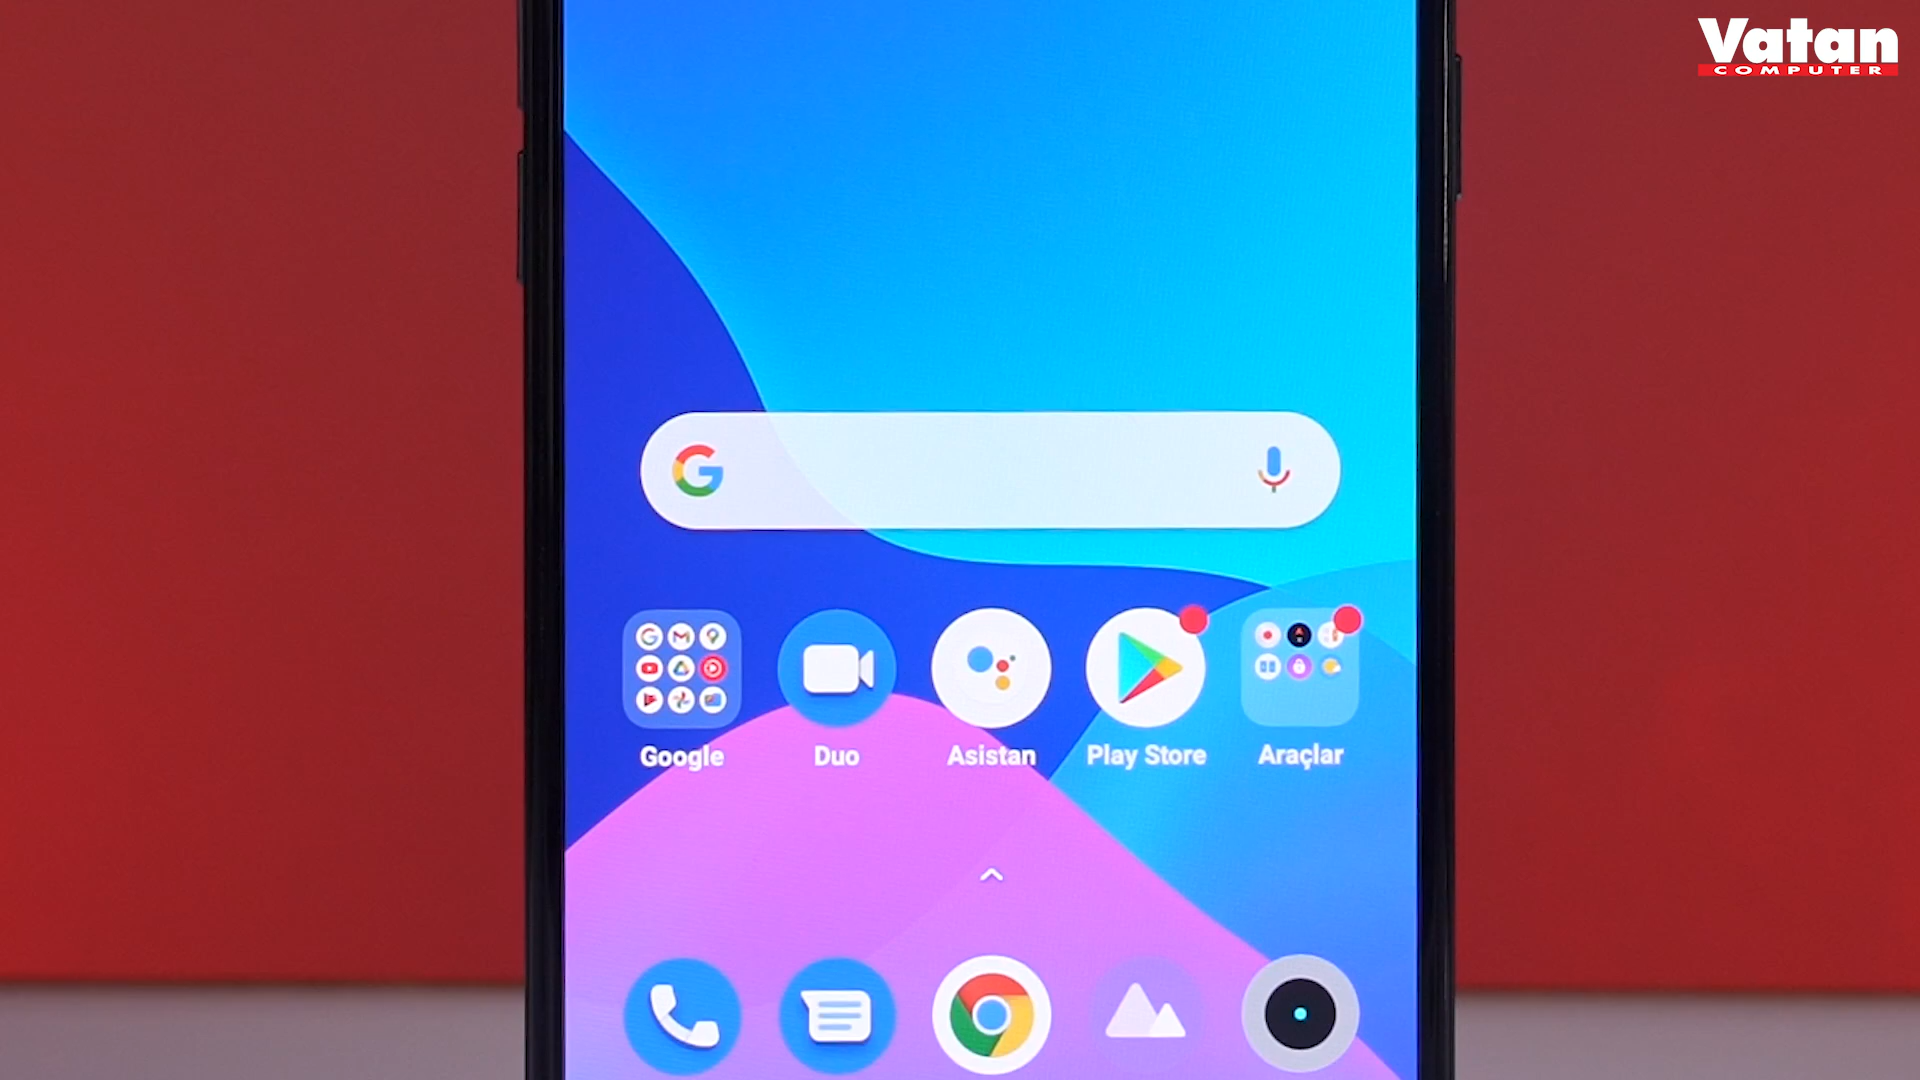 Vatan
COMPUTER
Google
Duo
Asistan
Play Store
Araçlar